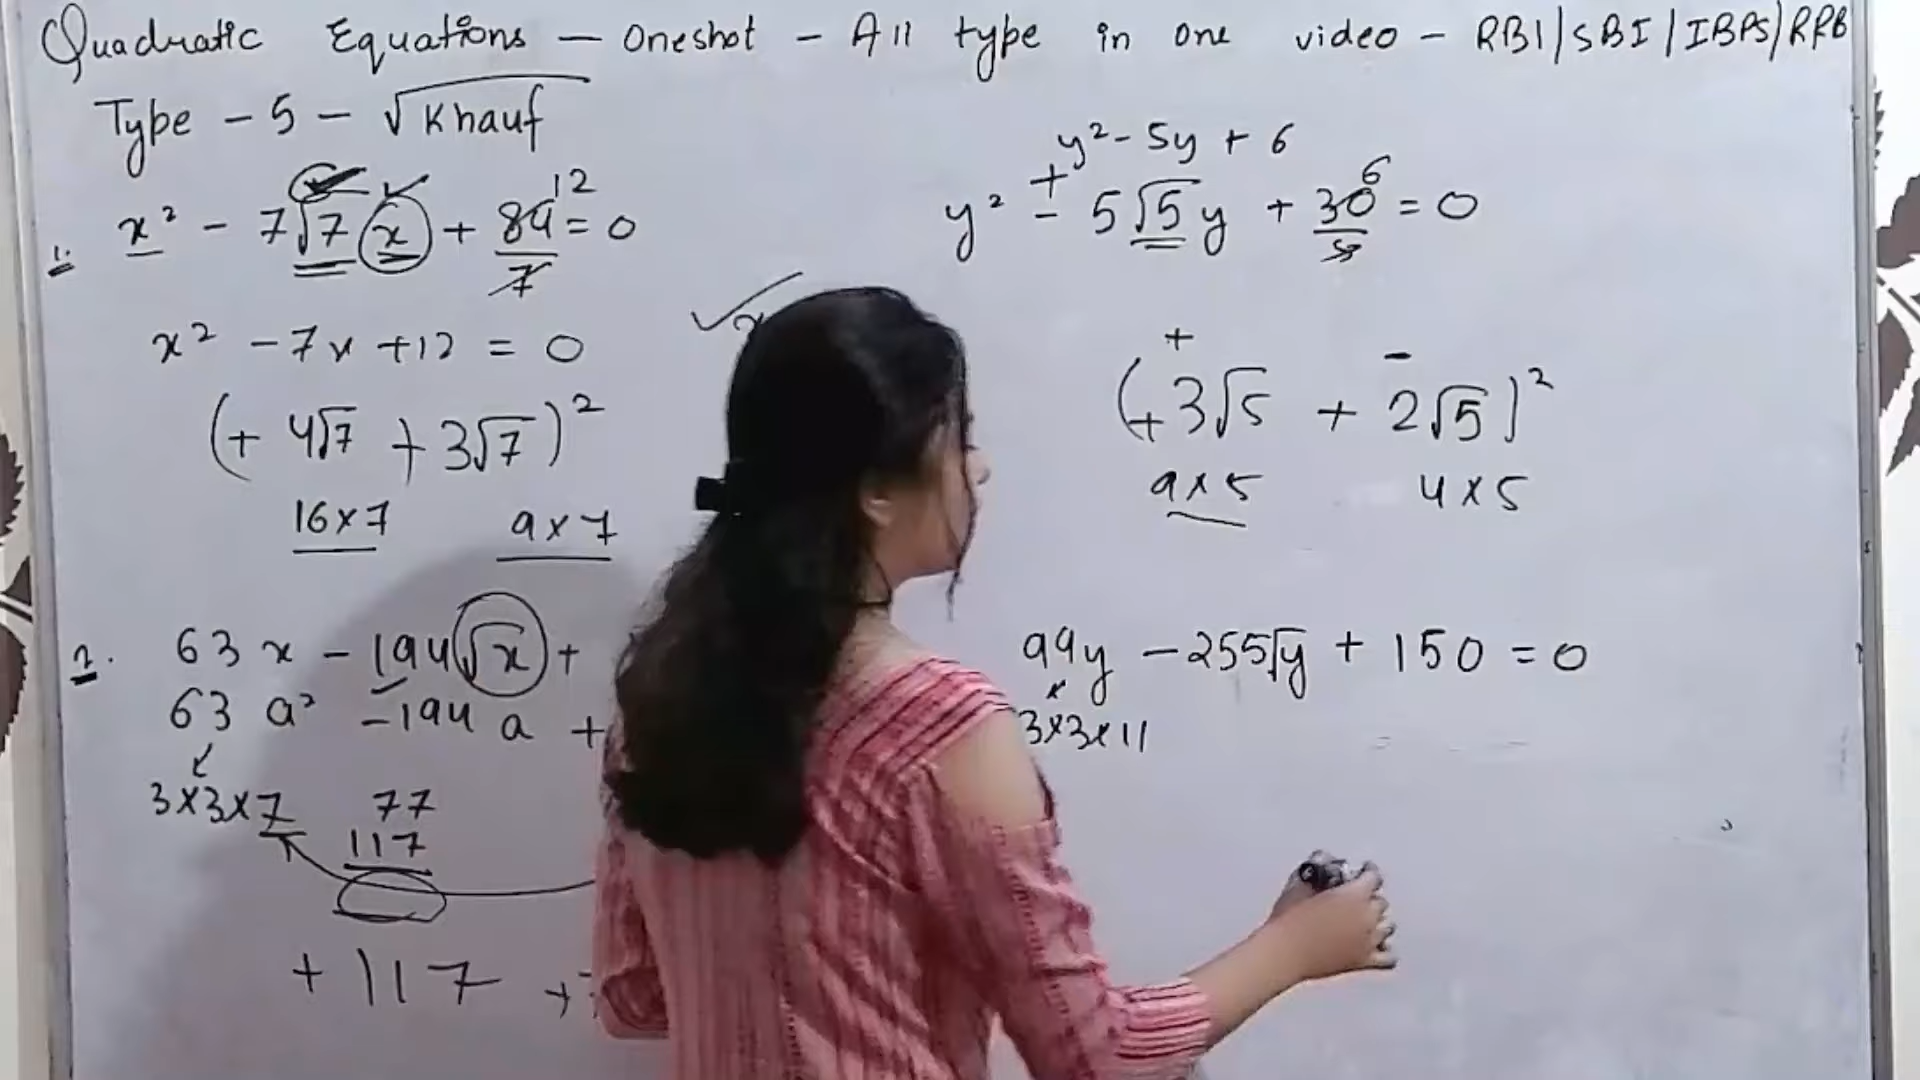 Quadratic Equations — Oneshot - All type in one video - RBI/SBI/IBPS/RRB
Type - 5 - √Khauf
1. x² - 7√7 x + 84 = 0
12
7
x² - 7x + 12 = 0
(+ 4√7 + 3√7)²
16×7 9×7
y² - 5y + 6
+
y² - 5√5 y + 30 = 0
6
5
+ -
(+3√5 + 2√5)²
9×5 4×5
2. 63x - 194√x +
63 a² - 194 a +
3×3×7 77
117
+117 +
99y - 255√y + 150 = 0
3×3×11